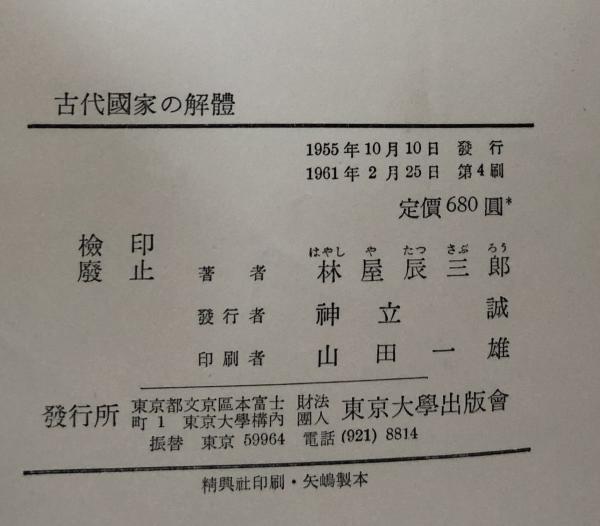 古代國家の解體
1955年10月10日 發行
1961年2月25日 第4刷
定價680圓*
檢印
廢止
はやし や たつ さぶ ろう
著者 林屋辰三郎
發行者 神立誠
印刷者 山田一雄
發行所 東京都文京區本富士町1 東京大學構内 財法團人 東京大學出版會
振替 東京59964 電話(921)8814
精興社印刷・矢嶋製本